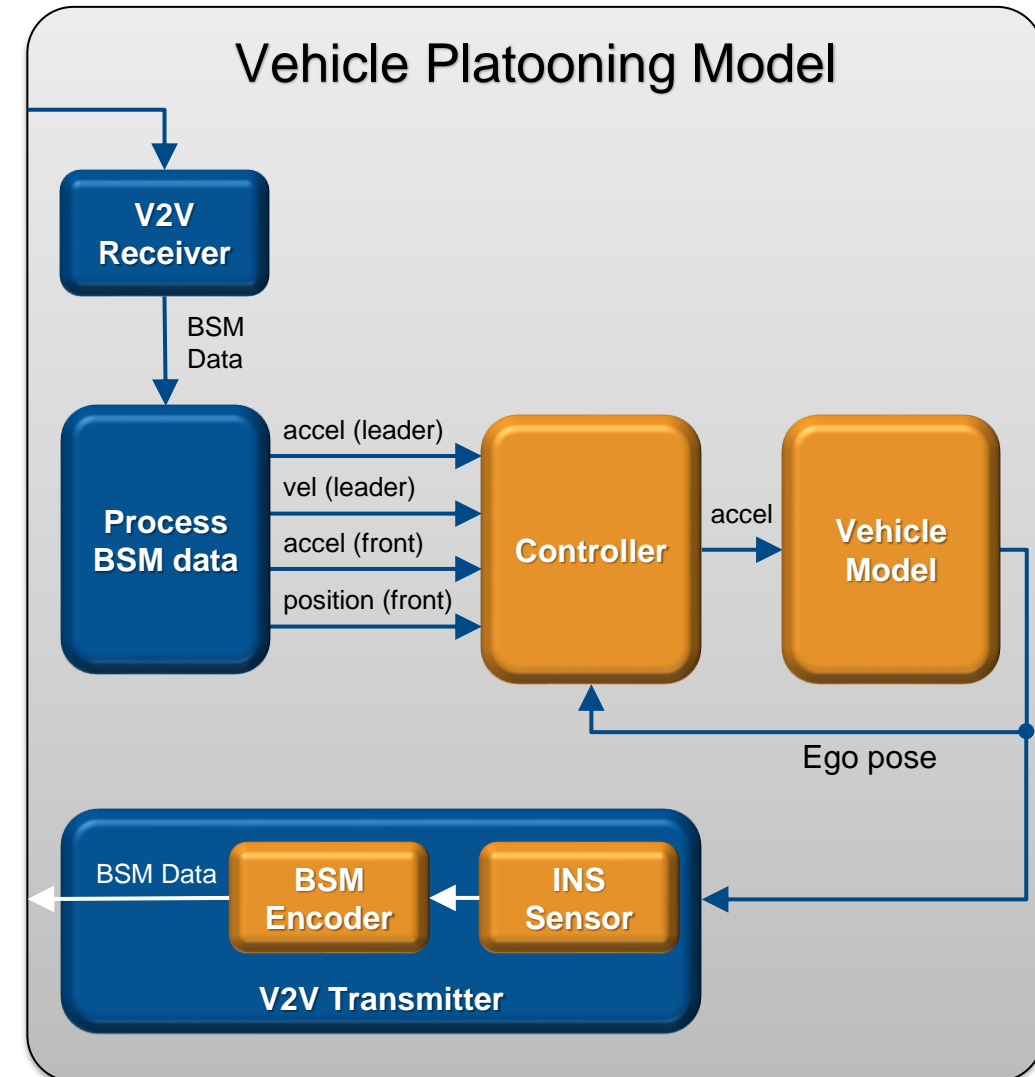 Vehicle Platooning Model
V2V
Receiver
BSM
Data
Process
BSM data
accel (leader)
vel (leader)
accel (front)
position (front)
Controller
accel
Vehicle
Model
Ego pose
BSM Data
BSM
Encoder
INS
Sensor
V2V Transmitter